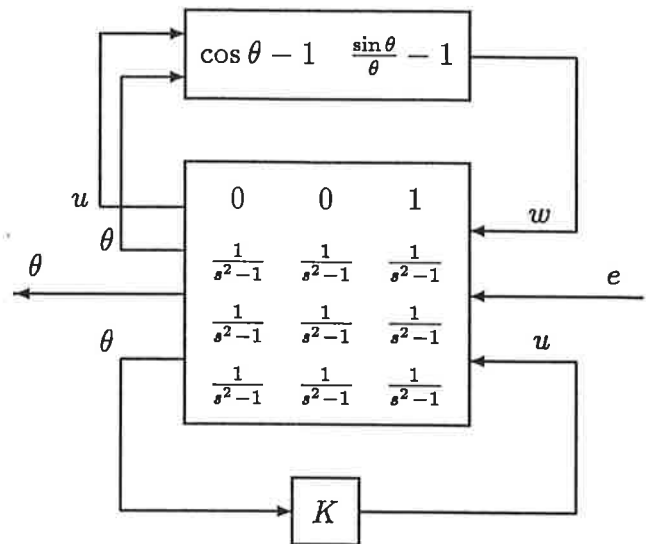 cos θ − 1 sin θ/θ − 1
u
0 0 1
w
θ
1/(s² − 1) 1/(s² − 1) 1/(s² − 1)
θ
e
1/(s² − 1) 1/(s² − 1) 1/(s² − 1)
θ
u
1/(s² − 1) 1/(s² − 1) 1/(s² − 1)
K